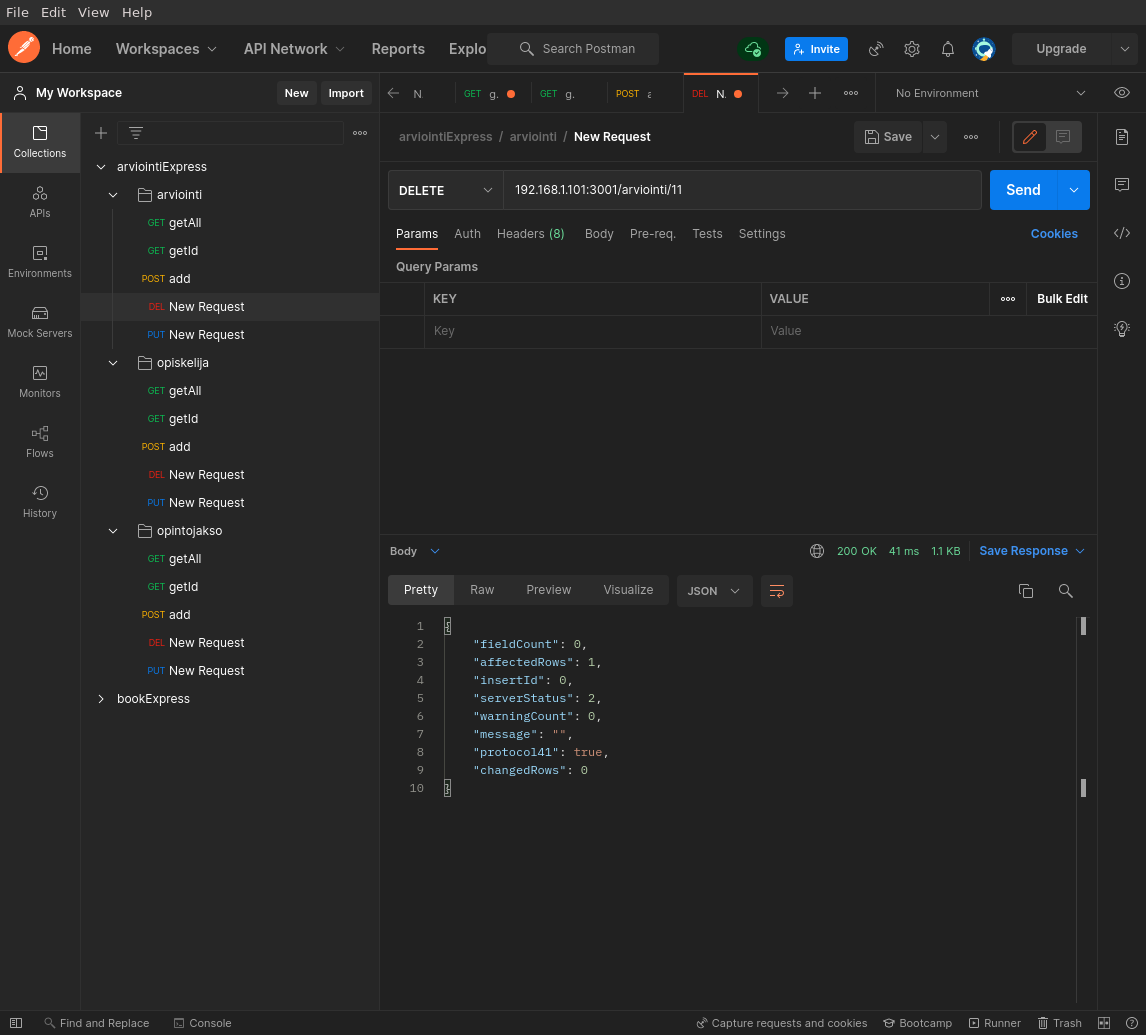 File Edit View Help
Home Workspaces API Network Reports Explo Search Postman Invite Upgrade
My Workspace New Import
N. GET g. GET g. POST DEL N. No Environment
Collections
APIs
Environments
Mock Servers
Monitors
Flows
History
arviointiExpress
arviointi
GET getAll
GET getId
POST add
DEL New Request
PUT New Request
opiskelija
GET getAll
GET getId
POST add
DEL New Request
PUT New Request
opintojakso
GET getAll
GET getId
POST add
DEL New Request
PUT New Request
bookExpress
arviointiExpress / arviointi / New Request Save
DELETE 192.168.1.101:3001/arviointi/11 Send
Params Auth Headers (8) Body Pre-req. Tests Settings Cookies
Query Params
KEY VALUE Bulk Edit
Key Value
Body 200 OK 41 ms 1.1 KB Save Response
Pretty Raw Preview Visualize JSON
1 {
2 "fieldCount": 0,
3 "affectedRows": 1,
4 "insertId": 0,
5 "serverStatus": 2,
6 "warningCount": 0,
7 "message": "",
8 "protocol41": true,
9 "changedRows": 0
10 }
Find and Replace Console Capture requests and cookies Bootcamp Runner Trash